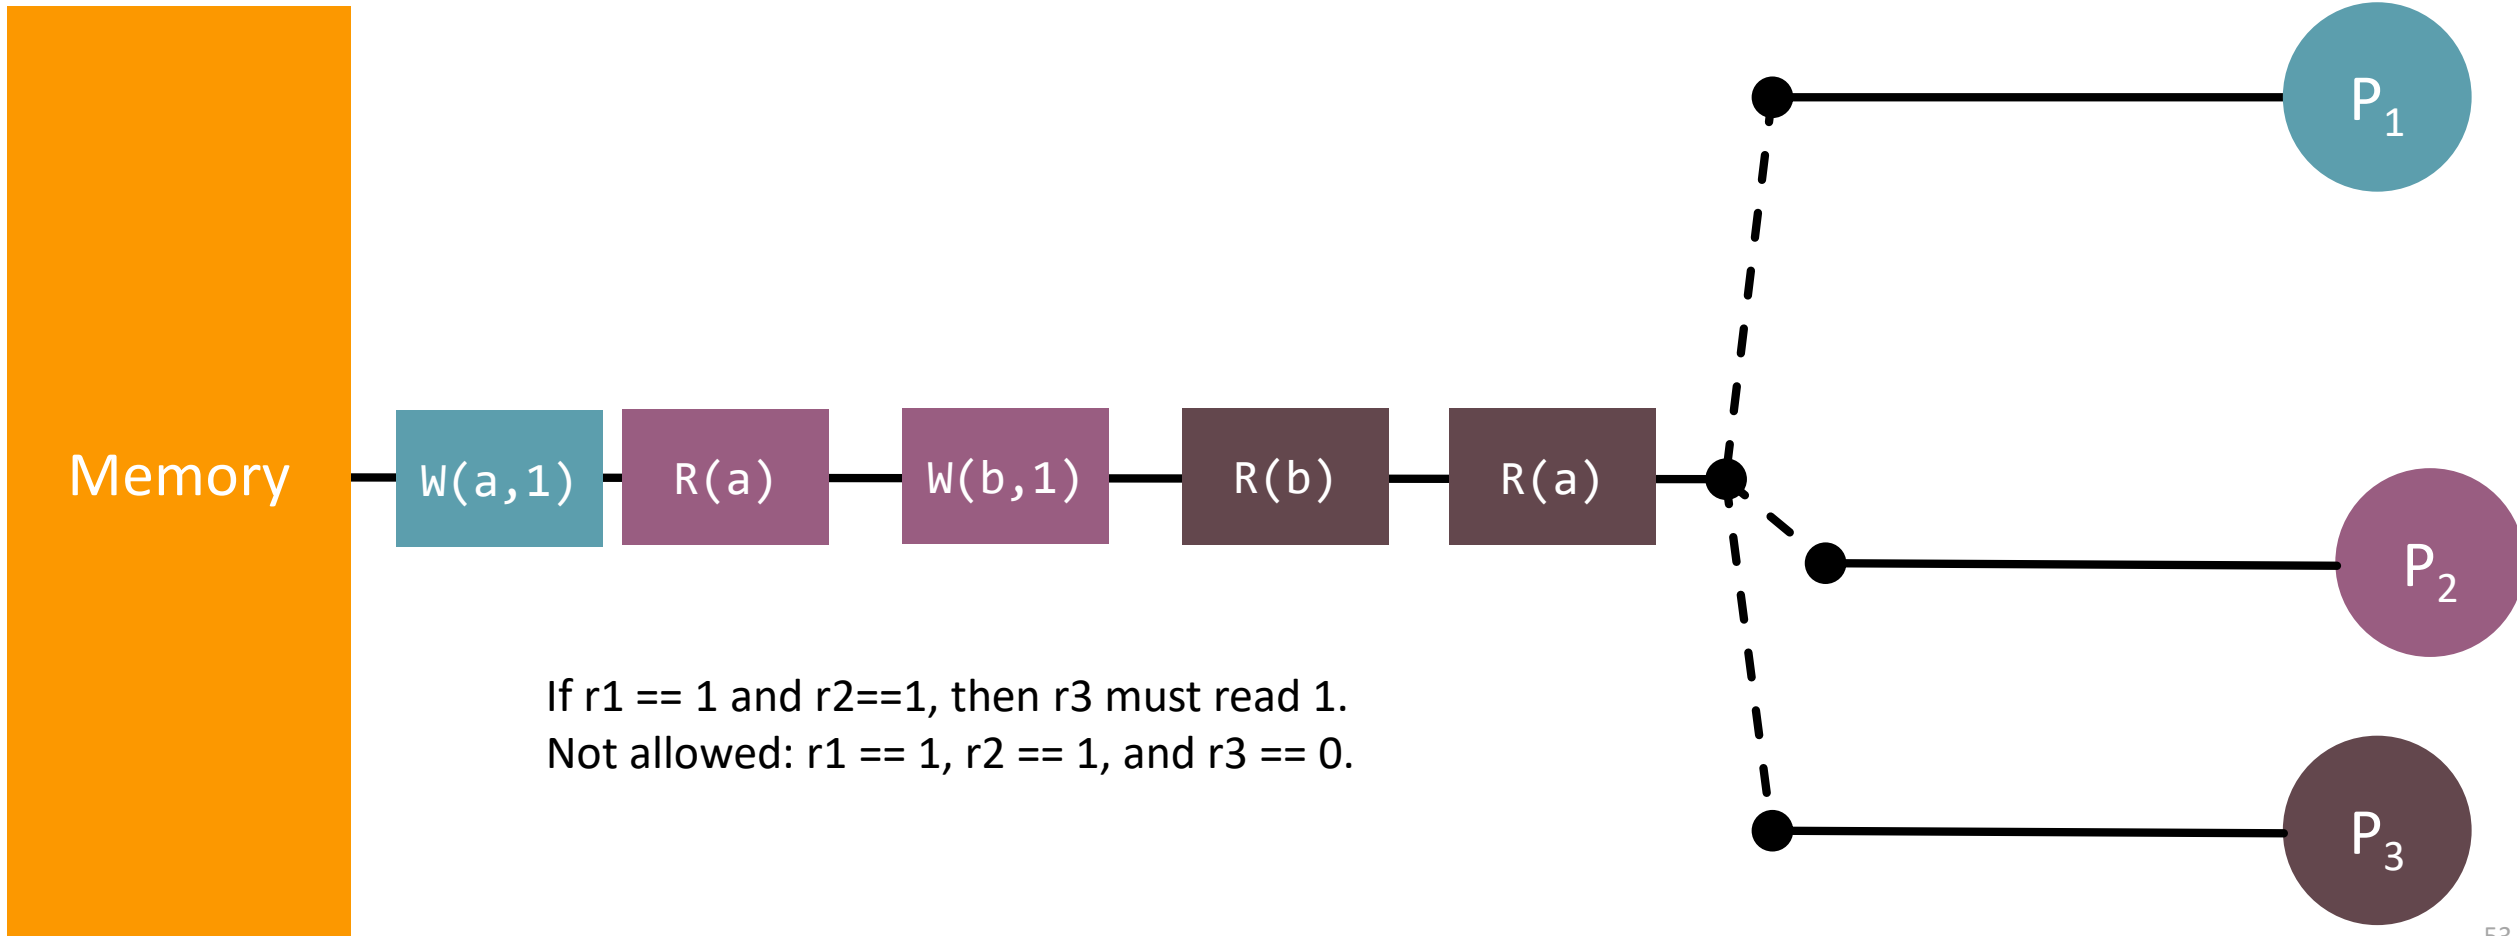 P1
Memory
W(a,1)
R(a)
W(b,1)
R(b)
R(a)
P2
If r1 == 1 and r2==1, then r3 must read 1.
Not allowed: r1 == 1, r2 == 1, and r3 == 0.
P3
53